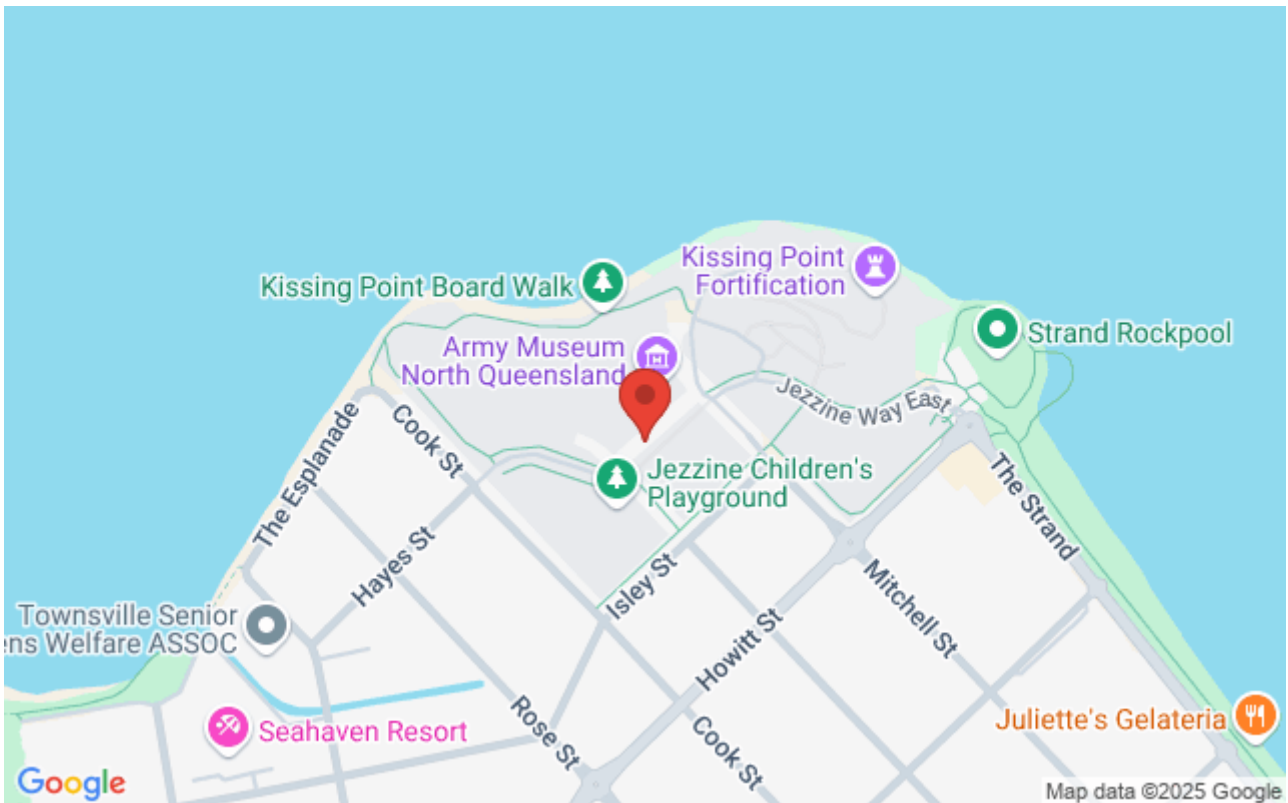 Kissing Point
Fortification
Kissing Point Board Walk
Strand Rockpool
Army Museum
North Queensland
Jezzine Way East
The Esplanade
Cook St
Jezzine Children's
Playground
The Strand
Hayes St
Isley St
Mitchell St
Townsville Senior
ens Welfare ASSOC
Howitt St
Rose St
Juliette's Gelateria
Seahaven Resort
Cook St
Google
Map data ©2025 Google